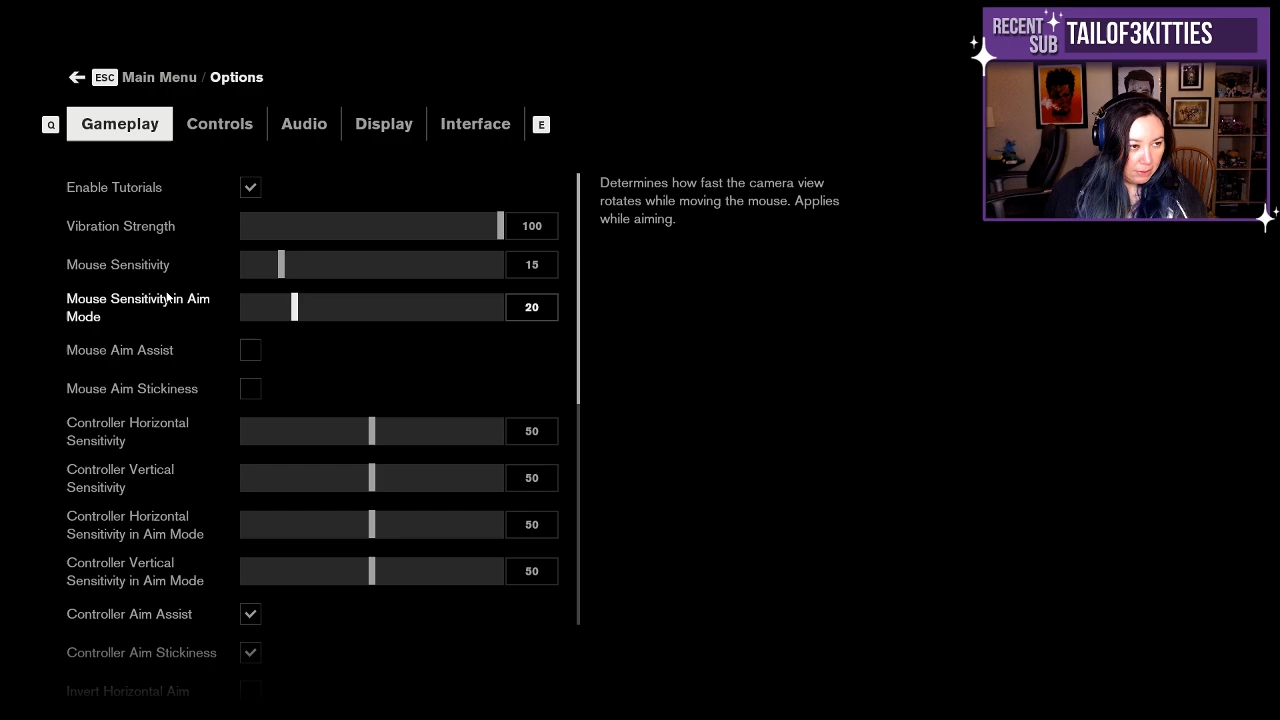 RECENT SUB TAILOF3KITTIES
ESC Main Menu / Options
Q Gameplay Controls Audio Display Interface E
Enable Tutorials
Vibration Strength 100
Mouse Sensitivity 15
Mouse Sensitivity in Aim
Mode 20
Mouse Aim Assist
Mouse Aim Stickiness
Controller Horizontal
Sensitivity 50
Controller Vertical
Sensitivity 50
Controller Horizontal
Sensitivity in Aim Mode 50
Controller Vertical
Sensitivity in Aim Mode 50
Controller Aim Assist
Controller Aim Stickiness
Invert Horizontal Aim
Determines how fast the camera view
rotates while moving the mouse. Applies
while aiming.